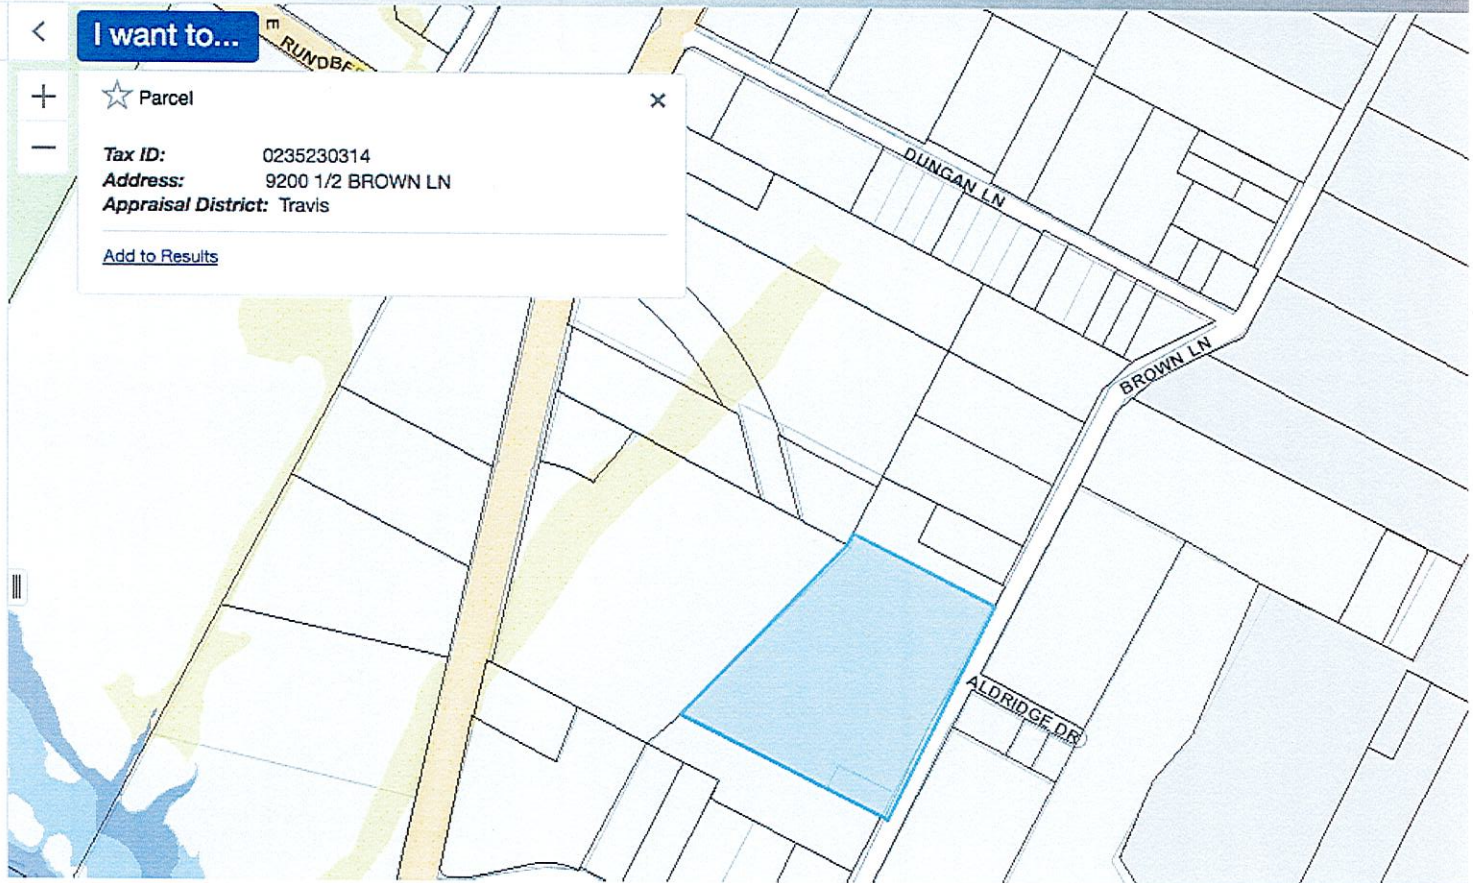 I want to...
E RUNDBE
Parcel
Tax ID: 0235230314
Address: 9200 1/2 BROWN LN
Appraisal District: Travis
Add to Results
DUNGAN LN
BROWN LN
ALDRIDGE DR